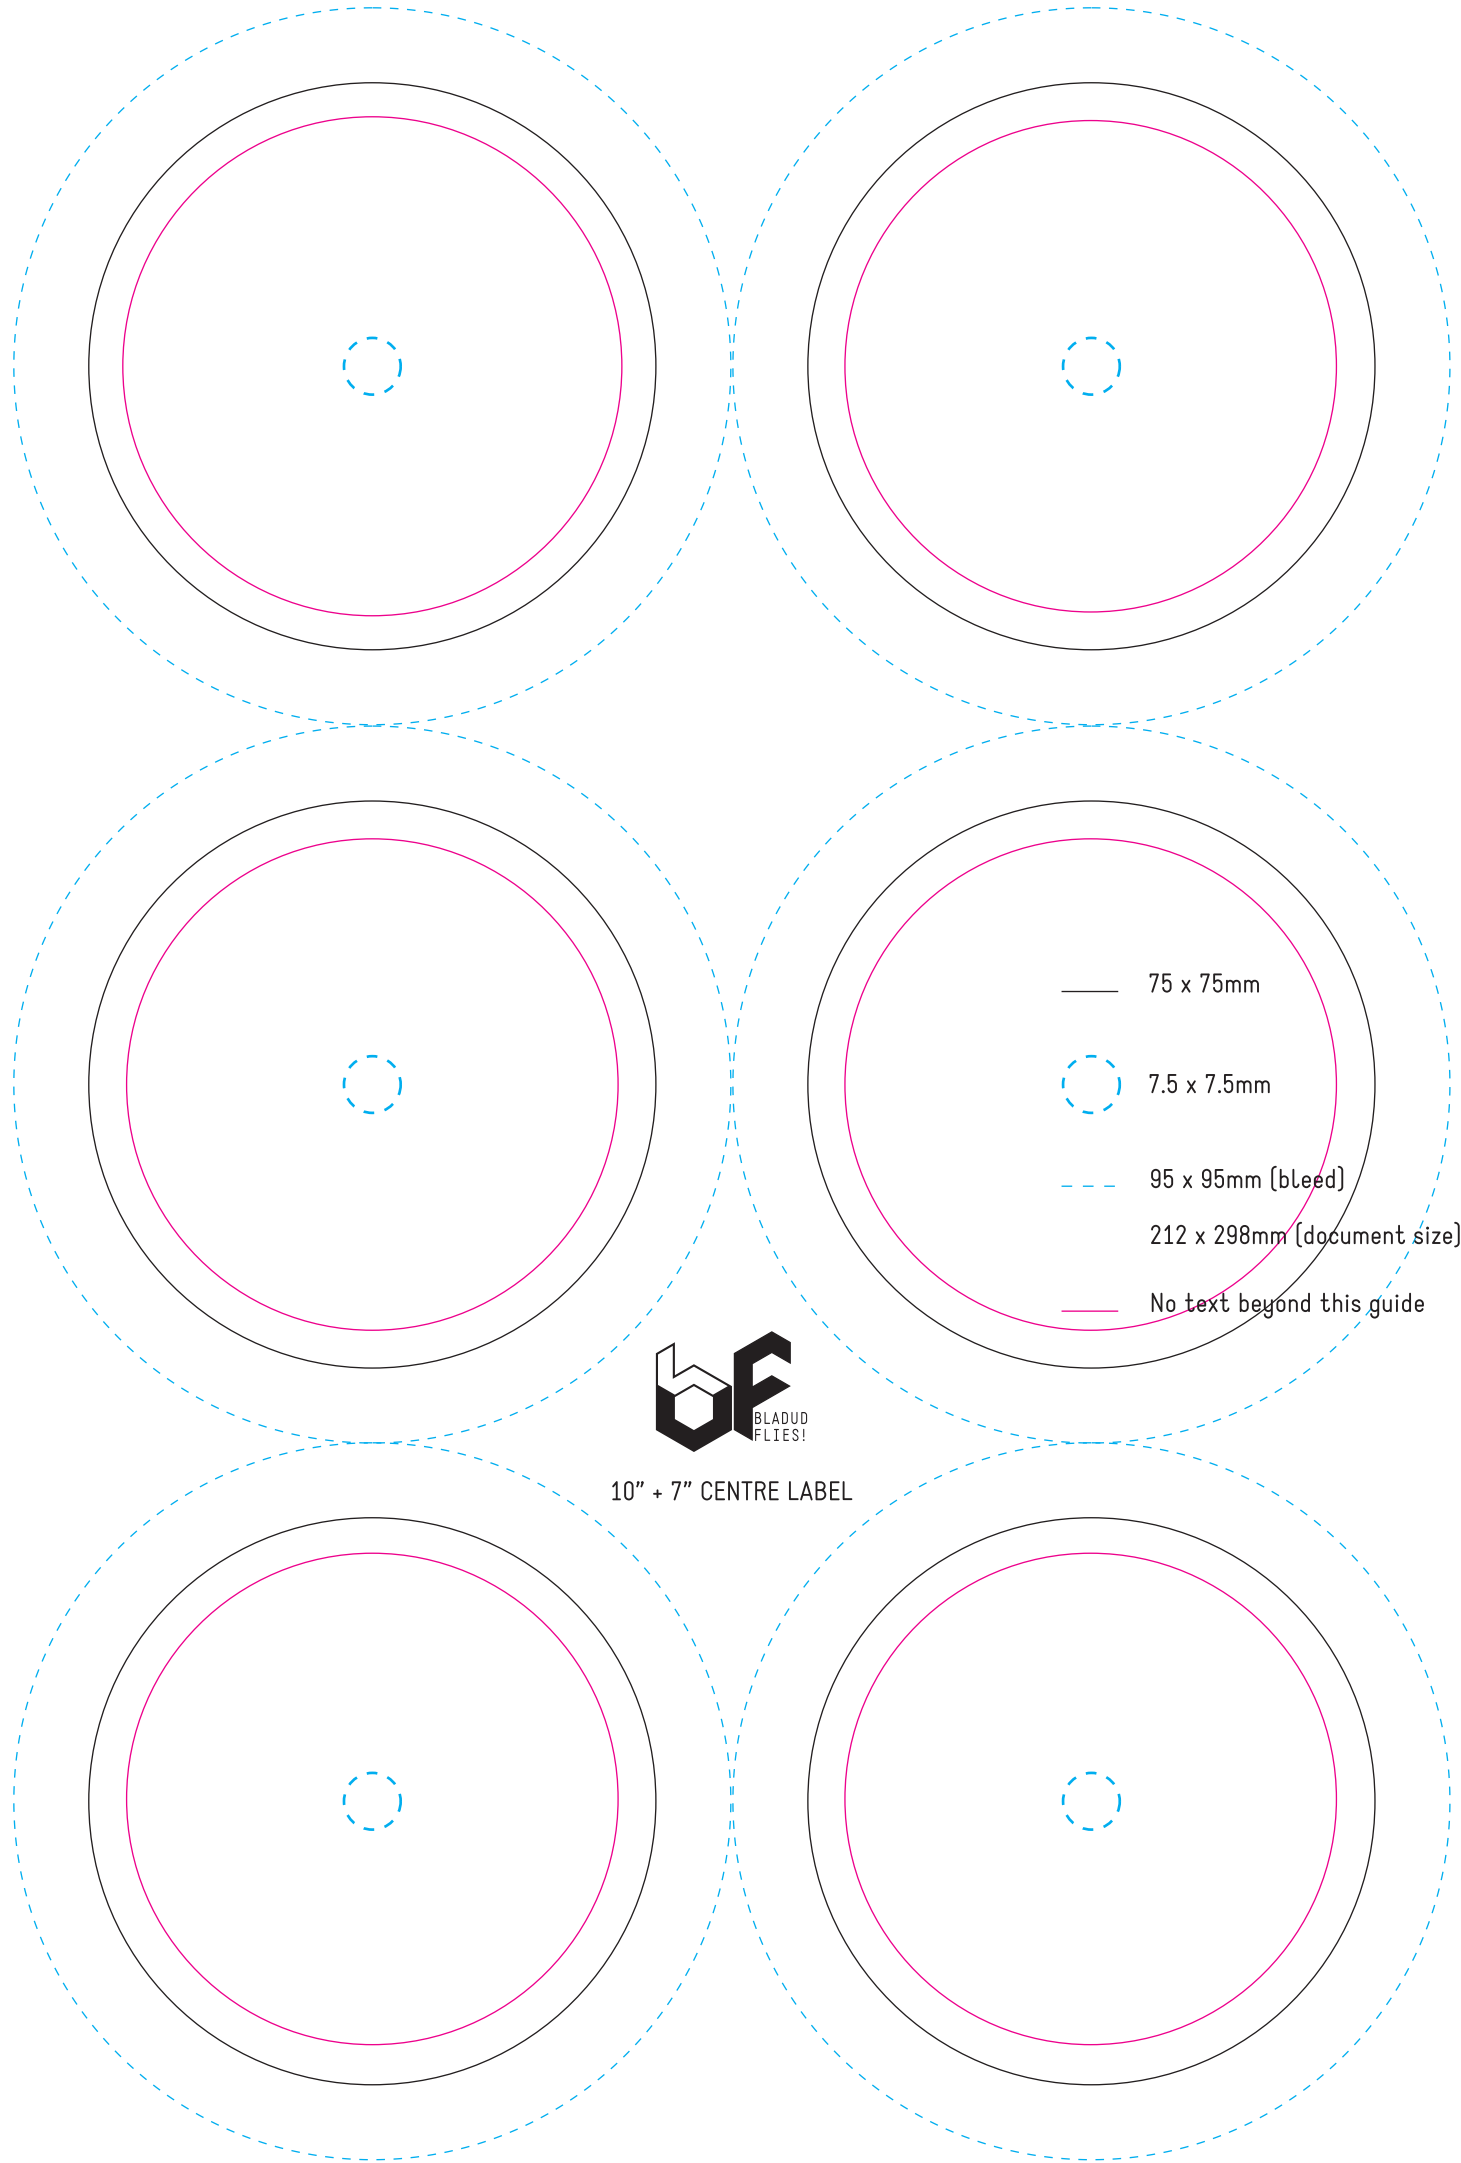 75 x 75mm
7.5 x 7.5mm
95 x 95mm (bleed)
212 x 298mm (document size)
No text beyond this guide
bF
BLADUD
FLIES!
10” + 7” CENTRE LABEL